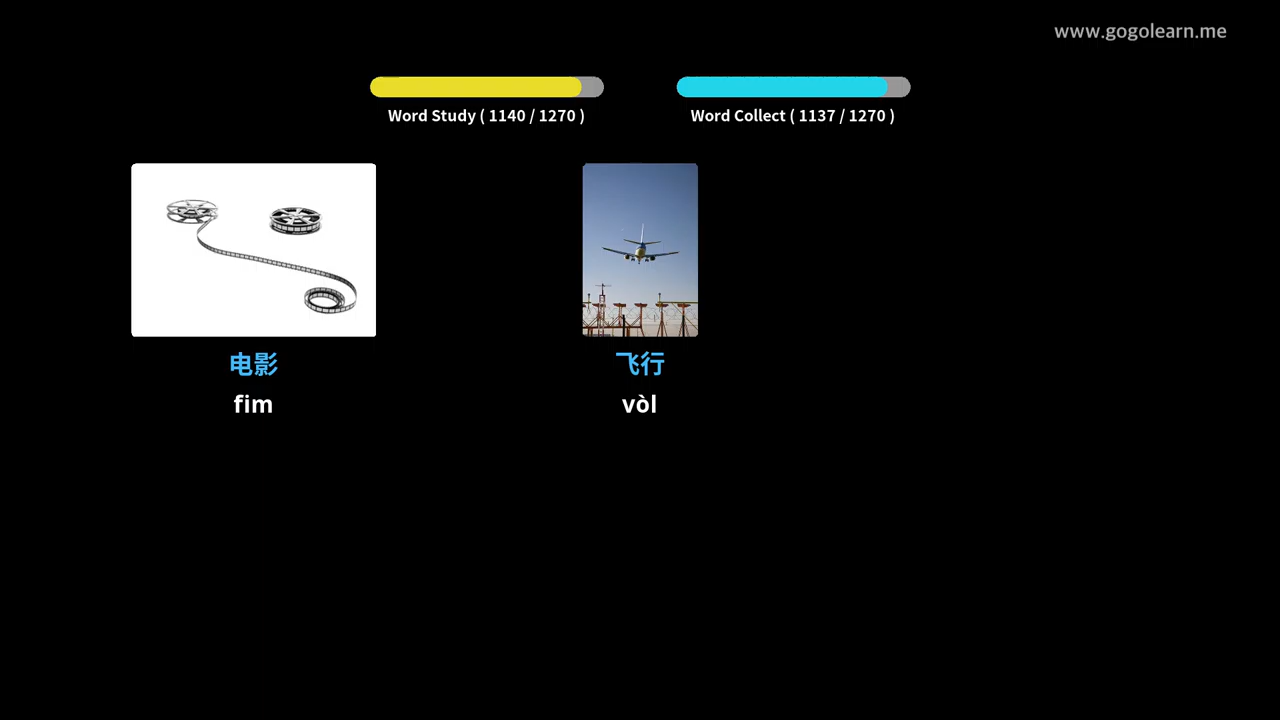 www.gogolearn.me
Word Study ( 1140 / 1270 )
Word Collect ( 1137 / 1270 )
电影
fim
飞行
vòl